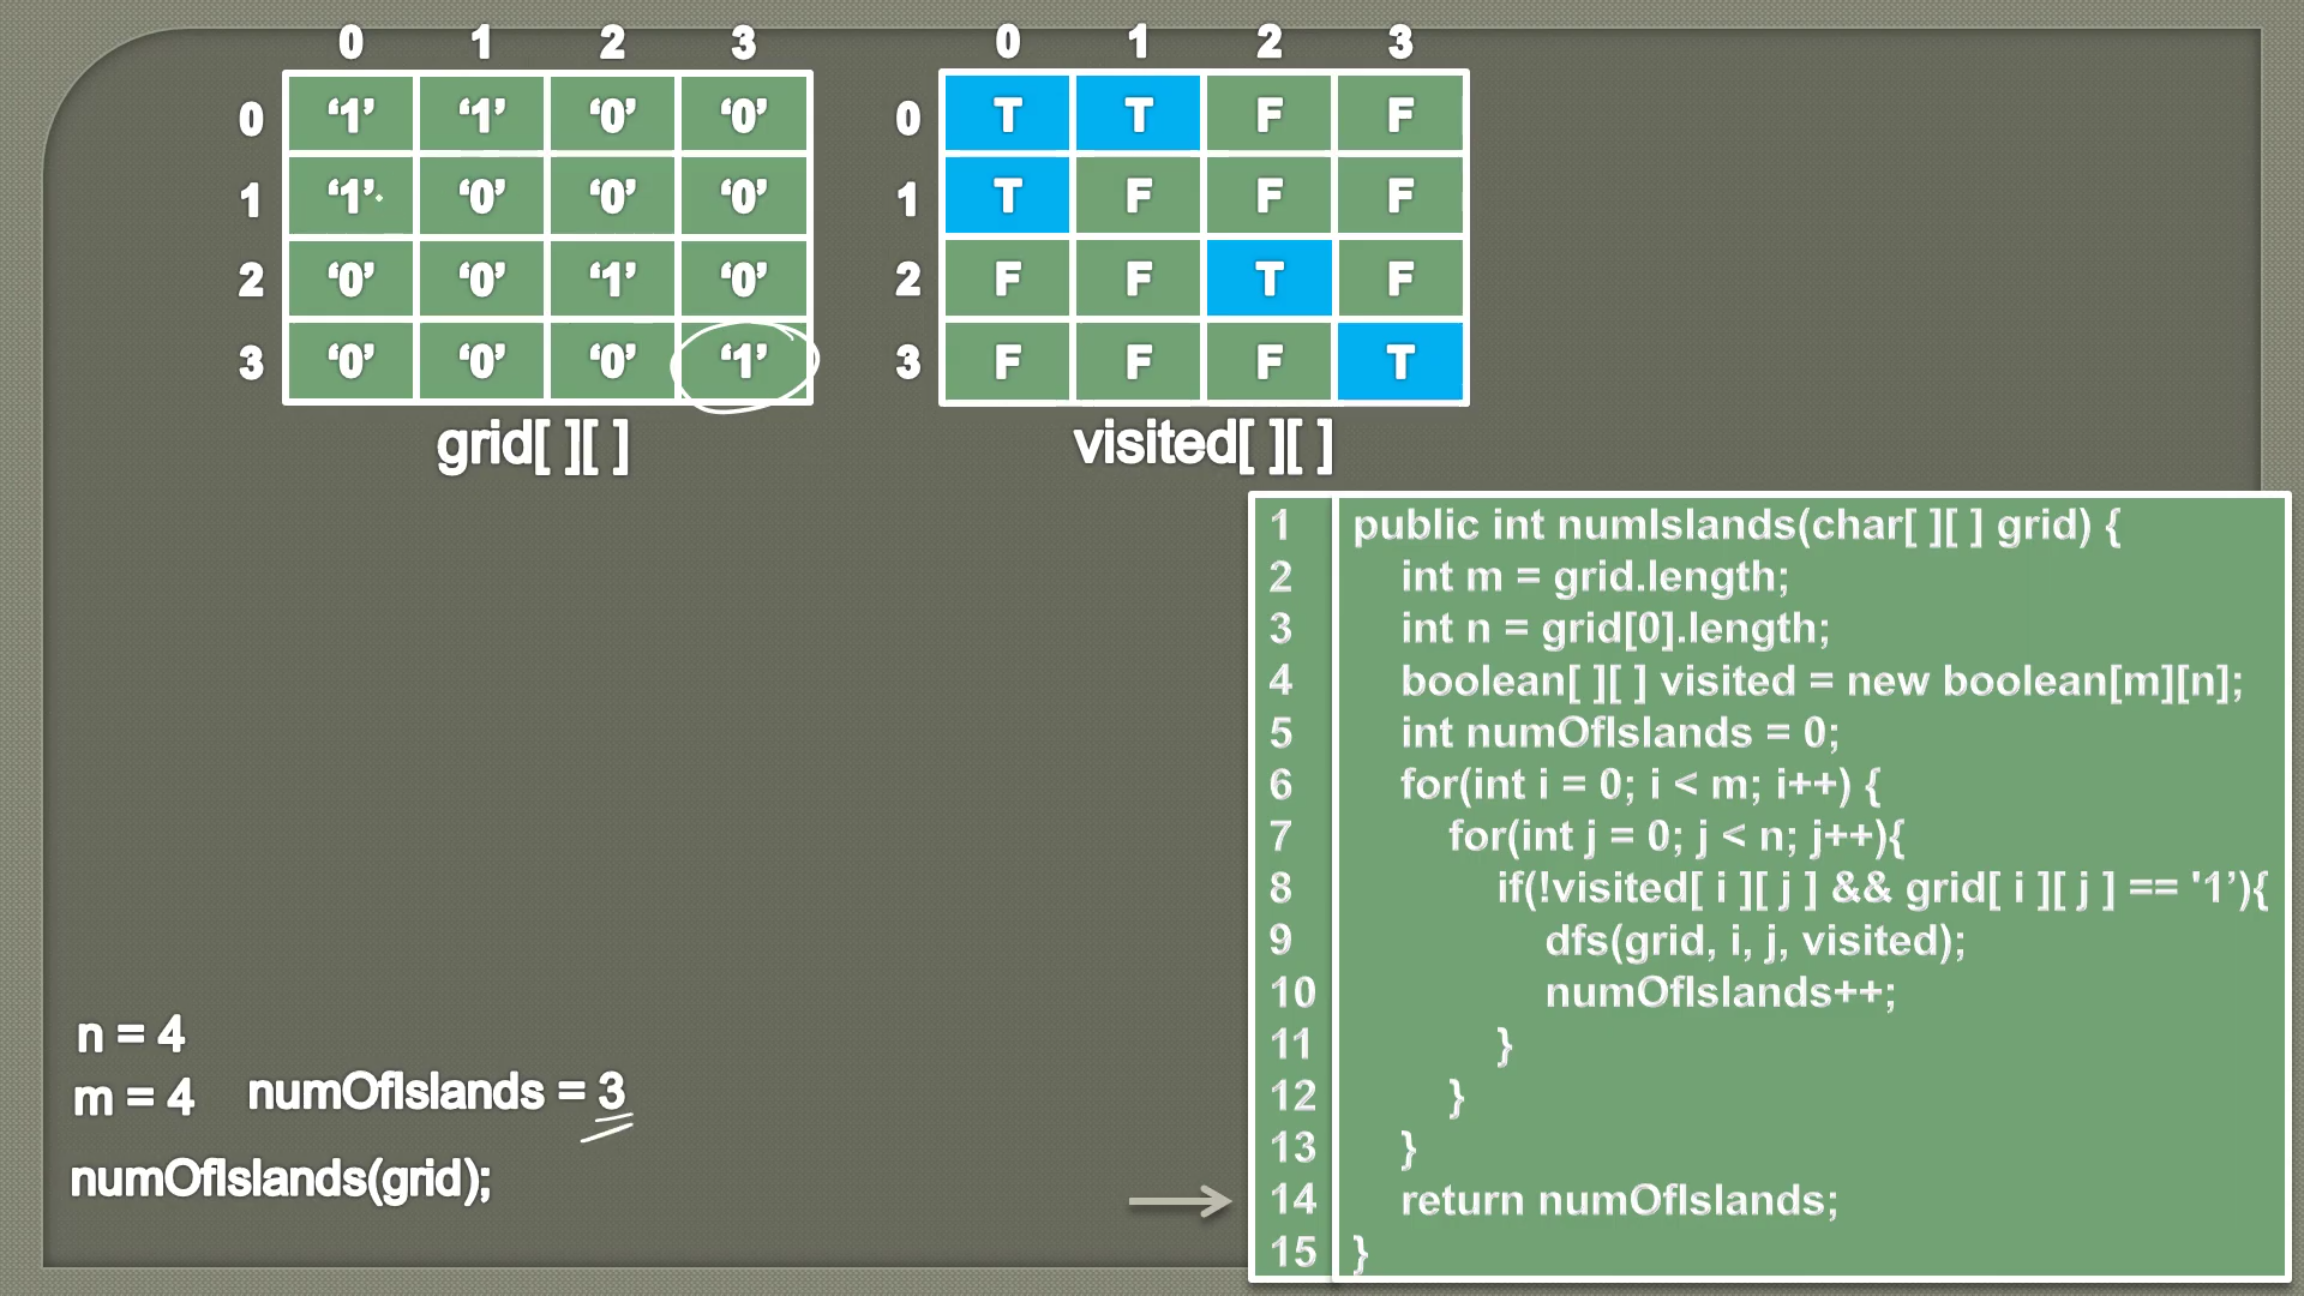 0 1 2 3
0 ‘1’ ‘1’ ‘0’ ‘0’
1 ‘1’ ‘0’ ‘0’ ‘0’
2 ‘0’ ‘0’ ‘1’ ‘0’
3 ‘0’ ‘0’ ‘0’ ‘1’
grid[ ][ ]
0 1 2 3
0 T T F F
1 T F F F
2 F F T F
3 F F F T
visited[ ][ ]
1 public int numIslands(char[ ][ ] grid) {
2 int m = grid.length;
3 int n = grid[0].length;
4 boolean[ ][ ] visited = new boolean[m][n];
5 int numOfIslands = 0;
6 for(int i = 0; i < m; i++) {
7 for(int j = 0; j < n; j++){
8 if(!visited[ i ][ j ] && grid[ i ][ j ] == '1’){
9 dfs(grid, i, j, visited);
10 numOfIslands++;
11 }
12 }
13 }
14 return numOfIslands;
15 }
n = 4
m = 4 numOfIslands = 3
numOfIslands(grid);